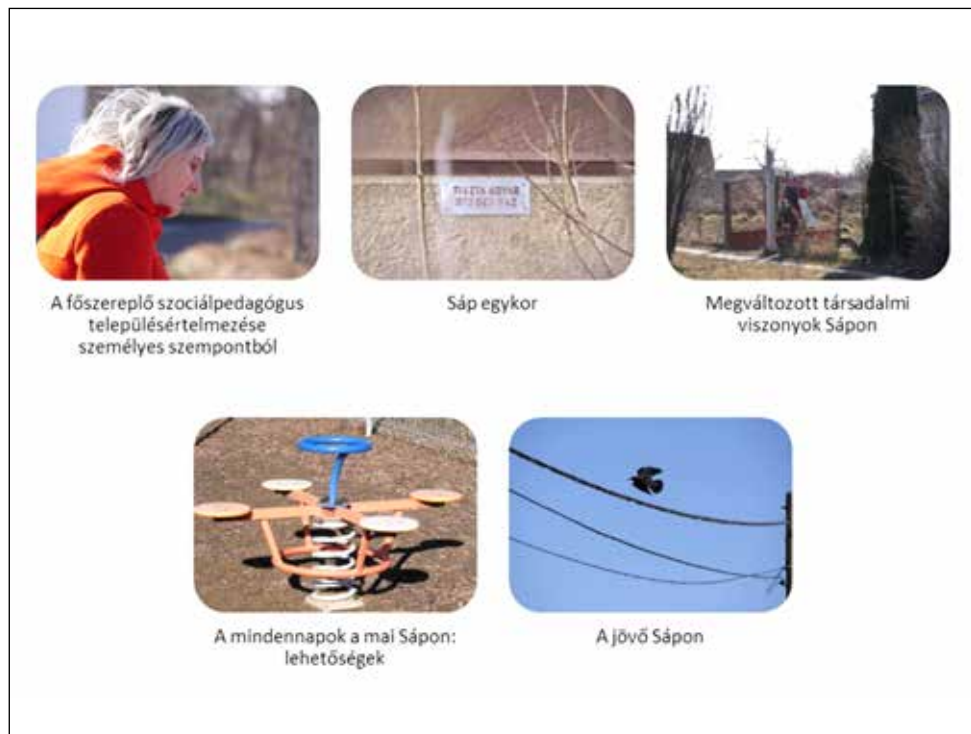 A főszereplő szociálpedagógus
településértelmezése
személyes szempontból
Sáp egykor
Megváltozott társadalmi
viszonyok Sápon
A mindennapok a mai Sápon:
lehetőségek
A jövő Sápon